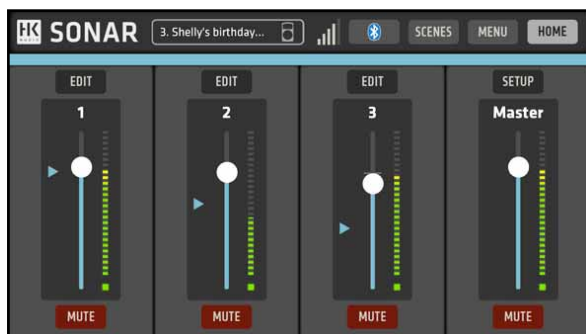 HK AUDIO SONAR 3. Shelly's birthday... SCENES MENU HOME
EDIT EDIT EDIT SETUP
1 2 3 Master
MUTE MUTE MUTE MUTE